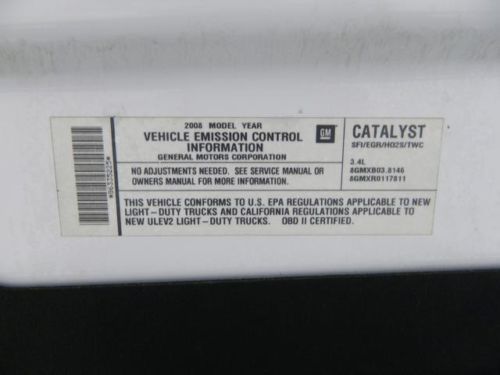 2008 MODEL YEAR
VEHICLE EMISSION CONTROL
INFORMATION
GENERAL MOTORS CORPORATION
GM
CATALYST
SFI/EGR/HO2S/TWC
NO ADJUSTMENTS NEEDED. SEE SERVICE MANUAL OR
OWNERS MANUAL FOR MORE INFORMATION.
3.4L
8GMXB03.8146
8GMXR0117811
THIS VEHICLE CONFORMS TO U.S. EPA REGULATIONS APPLICABLE TO NEW
LIGHT-DUTY TRUCKS AND CALIFORNIA REGULATIONS APPLICABLE TO
NEW ULEV2 LIGHT-DUTY TRUCKS. OBD II CERTIFIED.